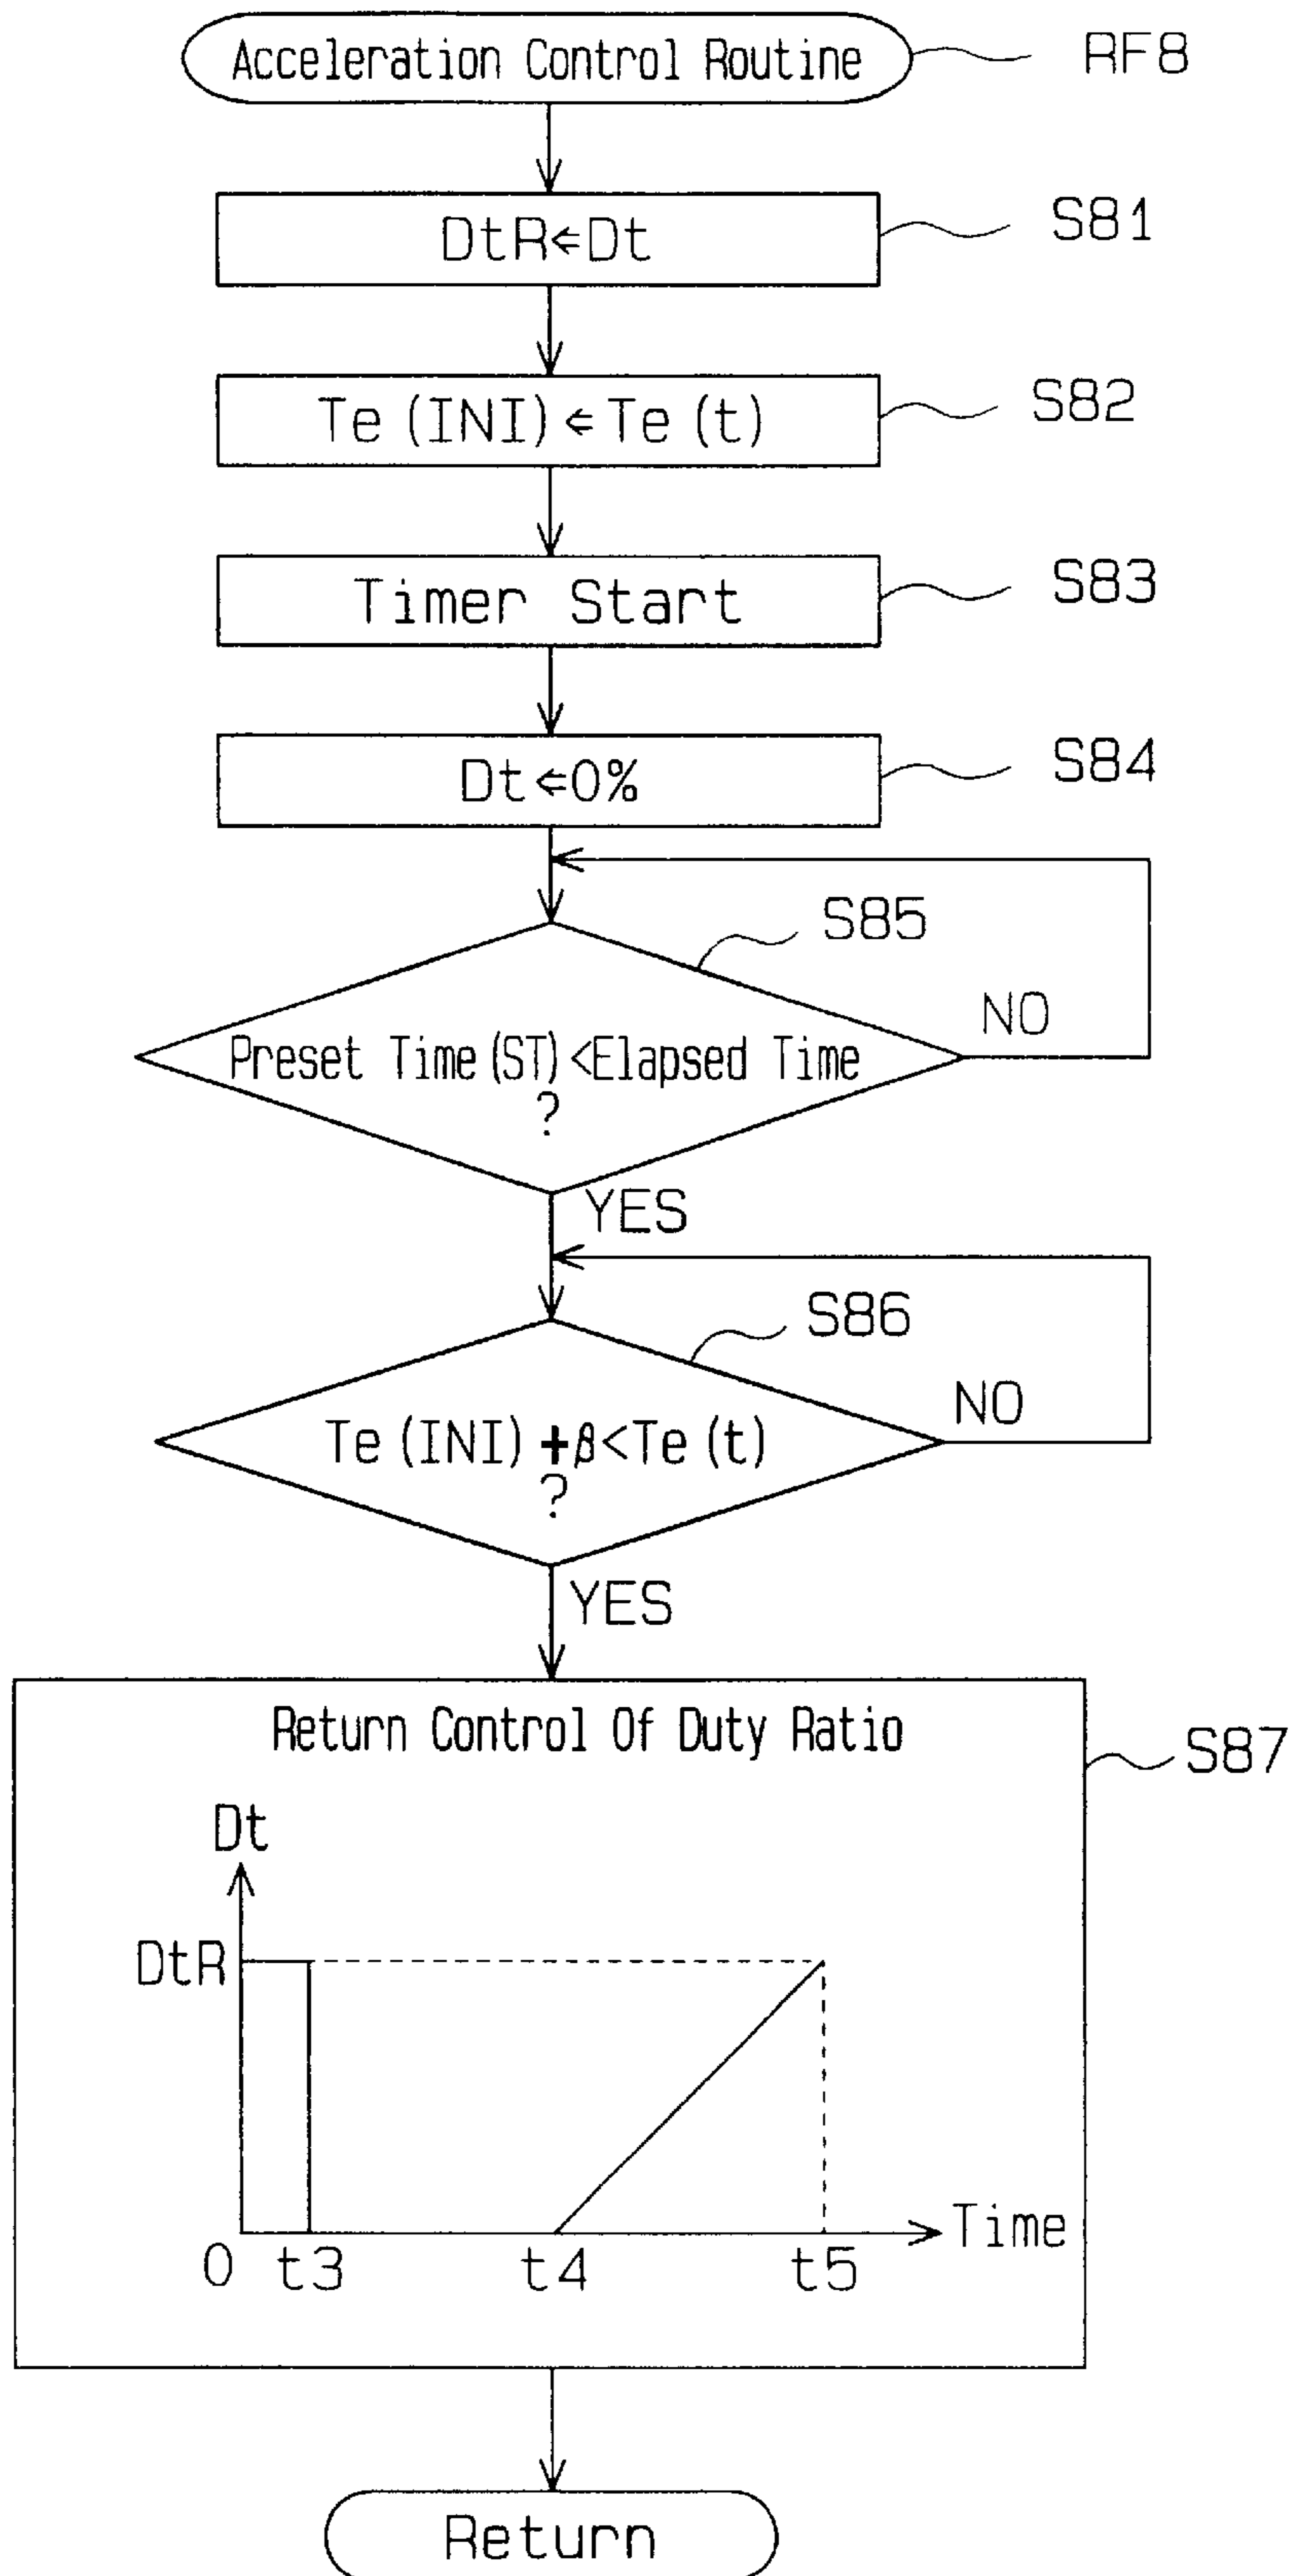 Acceleration Control Routine
RF8
DtR⇐Dt
S81
Te (INI) ⇐ Te (t)
S82
Timer Start
S83
Dt⇐0%
S84
S85
NO
Preset Time (ST) <Elapsed Time
?
YES
S86
NO
Te (INI) +β<Te (t)
?
YES
Return Control Of Duty Ratio
S87
Dt
DtR
Time
0
t3
t4
t5
Return